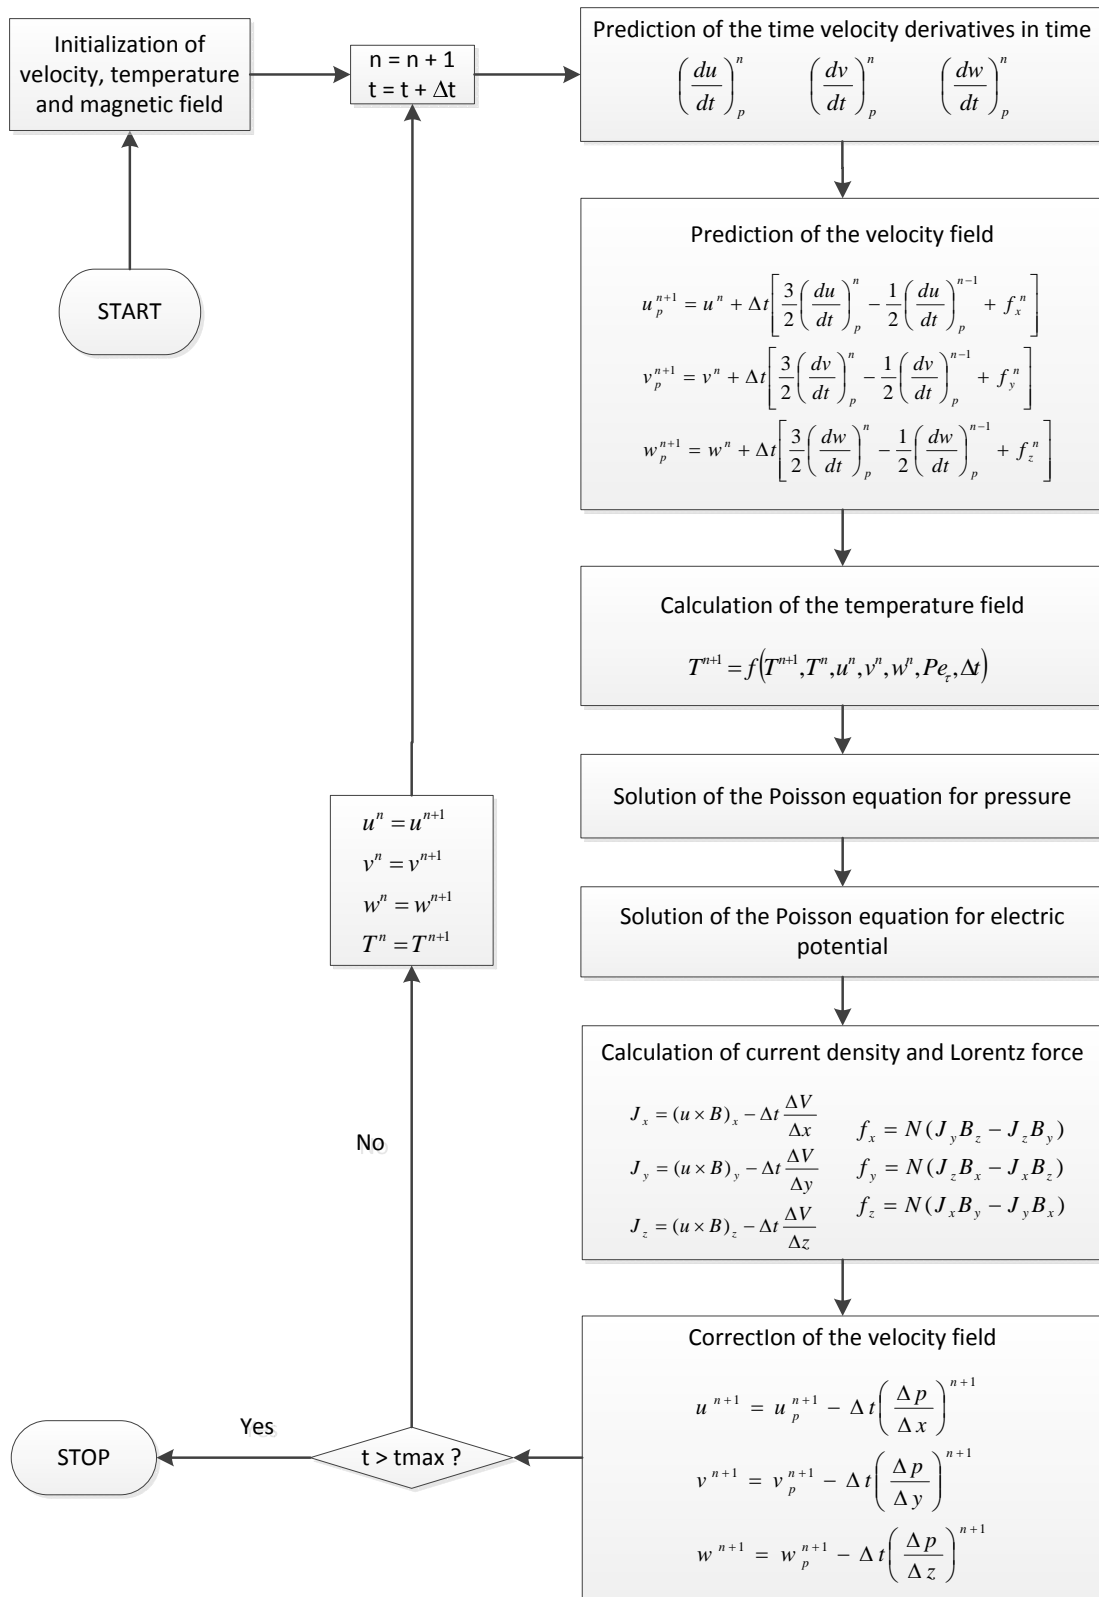 START
Initialization of
velocity, temperature
and magnetic field
n = n + 1
t = t + Δt
Prediction of the time velocity derivatives in time
(du/dt)_p^n (dv/dt)_p^n (dw/dt)_p^n
Prediction of the velocity field
u_p^{n+1} = u^n + Δt[3/2(du/dt)_p^n − 1/2(du/dt)_p^{n-1} + f_x^n]
v_p^{n+1} = v^n + Δt[3/2(dv/dt)_p^n − 1/2(dv/dt)_p^{n-1} + f_y^n]
w_p^{n+1} = w^n + Δt[3/2(dw/dt)_p^n − 1/2(dw/dt)_p^{n-1} + f_z^n]
Calculation of the temperature field
T^{n+1} = f(T^{n+1}, T^n, u^n, v^n, w^n, Pe_τ, Δt)
Solution of the Poisson equation for pressure
Solution of the Poisson equation for electric
potential
Calculation of current density and Lorentz force
J_x = (u × B)_x − Δt ΔV/Δx
J_y = (u × B)_y − Δt ΔV/Δy
J_z = (u × B)_z − Δt ΔV/Δz
f_x = N(J_y B_z − J_z B_y)
f_y = N(J_z B_x − J_x B_z)
f_z = N(J_x B_y − J_y B_x)
Correction of the velocity field
u^{n+1} = u_p^{n+1} − Δt(Δp/Δx)^{n+1}
v^{n+1} = v_p^{n+1} − Δt(Δp/Δy)^{n+1}
w^{n+1} = w_p^{n+1} − Δt(Δp/Δz)^{n+1}
t > tmax ?
Yes
STOP
No
u^n = u^{n+1}
v^n = v^{n+1}
w^n = w^{n+1}
T^n = T^{n+1}